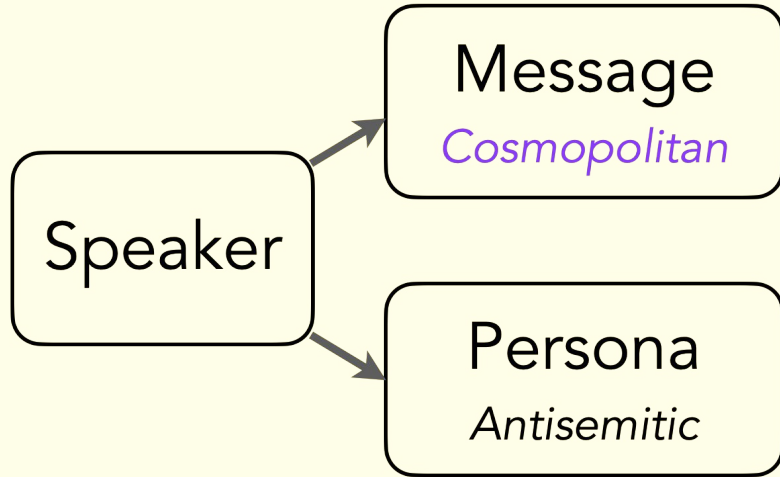 Message
Cosmopolitan
Speaker
Persona
Antisemitic